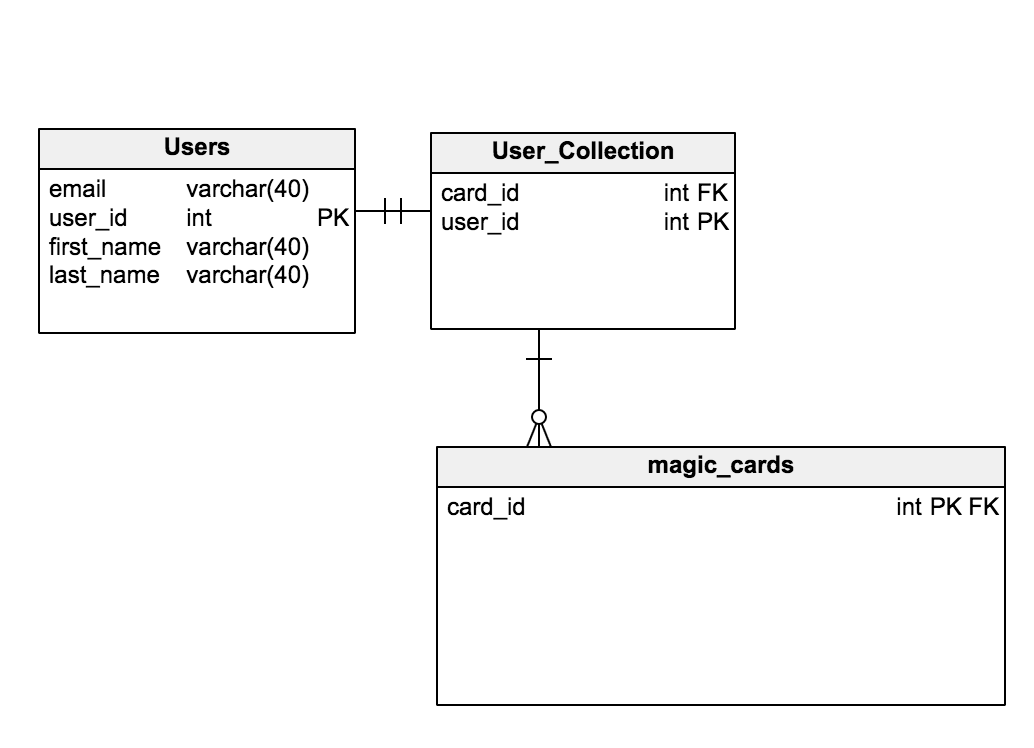 Users
email varchar(40)
user_id int PK
first_name varchar(40)
last_name varchar(40)
User_Collection
card_id int FK
user_id int PK
magic_cards
card_id int PK FK